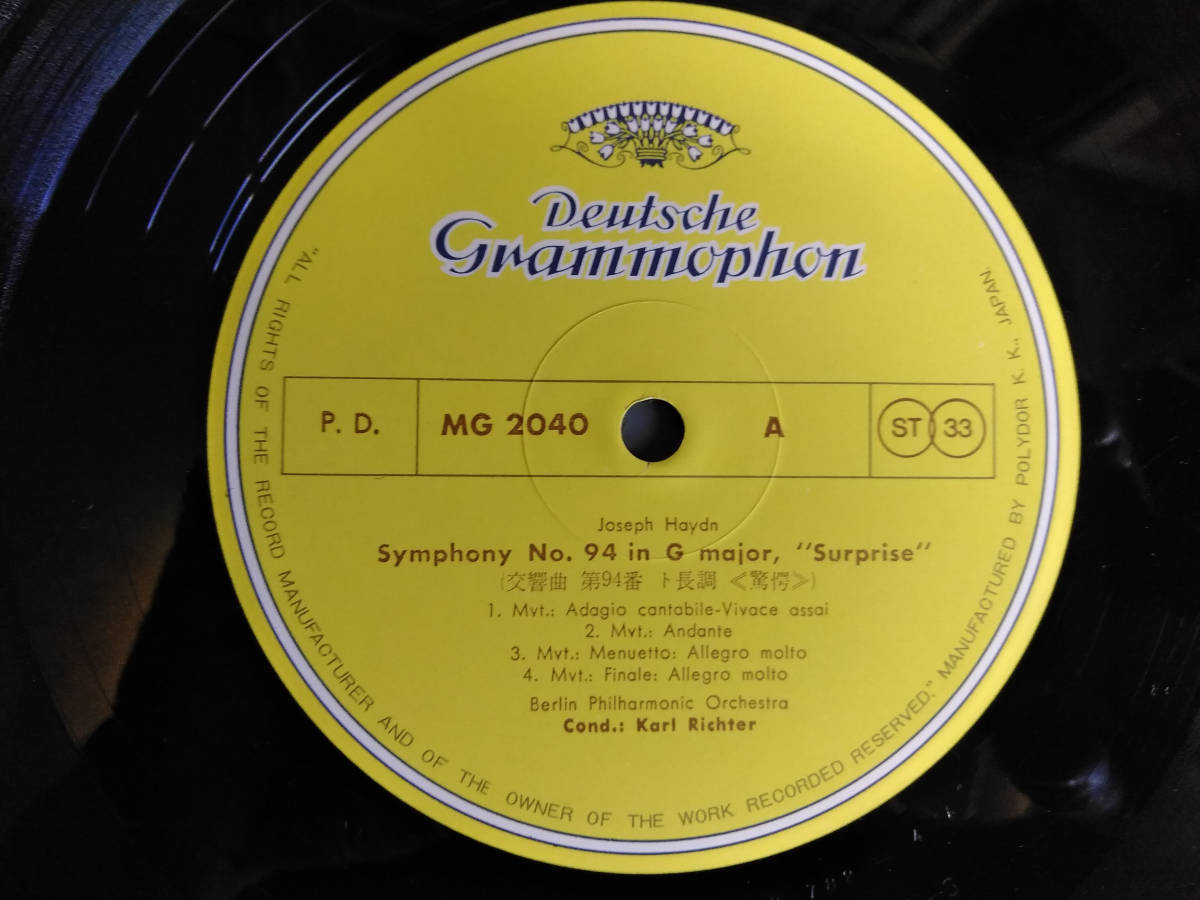 Deutsche
Grammophon
P. D.
MG 2040
A
ST 33
Joseph Haydn
Symphony No. 94 in G major, "Surprise"
(交響曲 第94番 ト長調 《驚愕》)
1. Mvt.: Adagio cantabile-Vivace assai
2. Mvt.: Andante
3. Mvt.: Menuetto: Allegro molto
4. Mvt.: Finale: Allegro molto
Berlin Philharmonic Orchestra
Cond.: Karl Richter
"ALL RIGHTS OF THE RECORD MANUFACTURER AND OF THE OWNER OF THE WORK RECORDED RESERVED." MANUFACTURED BY POLYDOR K. K., JAPAN.